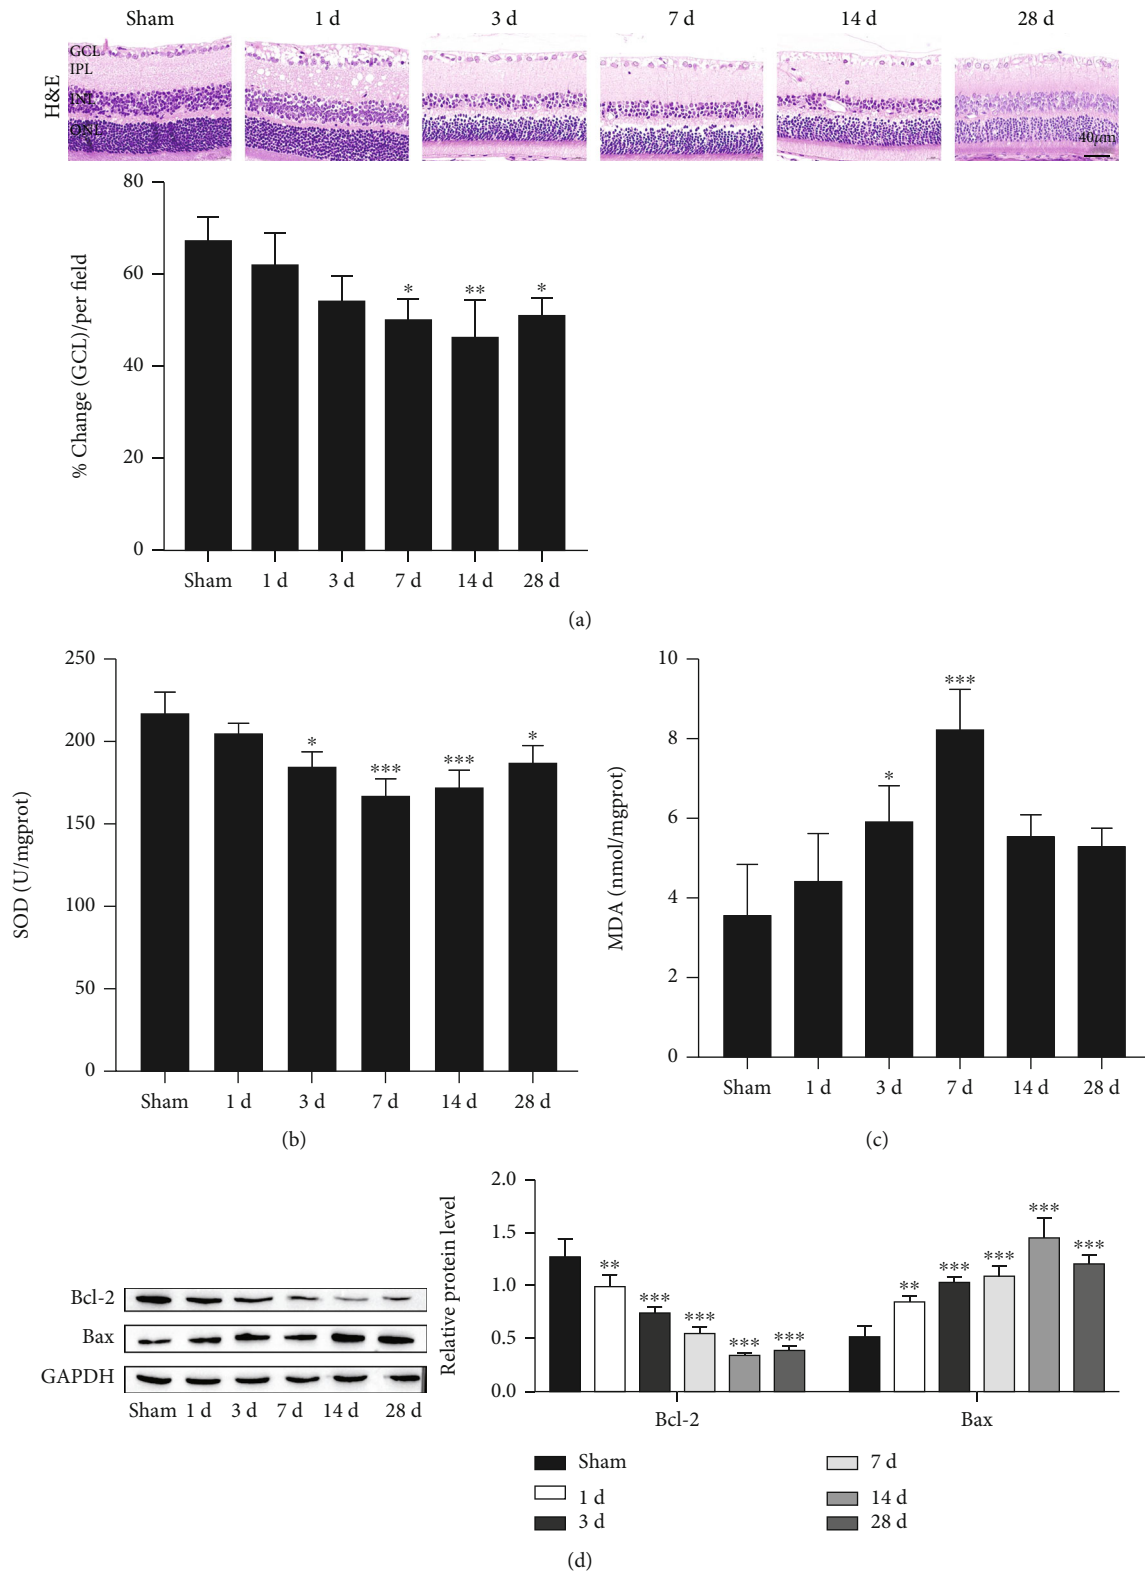 Sham 1 d 3 d 7 d 14 d 28 d
H&E
GCL
IPL
INL
ONL
40μm
% Change (GCL)/per field
80
60
40
20
0
* ** *
Sham 1 d 3 d 7 d 14 d 28 d
(a)
SOD (U/mgprot)
250
200
150
100
50
0
* *** *** *
Sham 1 d 3 d 7 d 14 d 28 d
(b)
MDA (nmol/mgprot)
10
8
6
4
2
0
* ***
Sham 1 d 3 d 7 d 14 d 28 d
(c)
Bcl-2
Bax
GAPDH
Sham 1 d 3 d 7 d 14 d 28 d
Relative protein level
2.0
1.5
1.0
0.5
0.0
** *** *** *** ***
** *** *** *** ***
Bcl-2 Bax
Sham
1 d
3 d
7 d
14 d
28 d
(d)